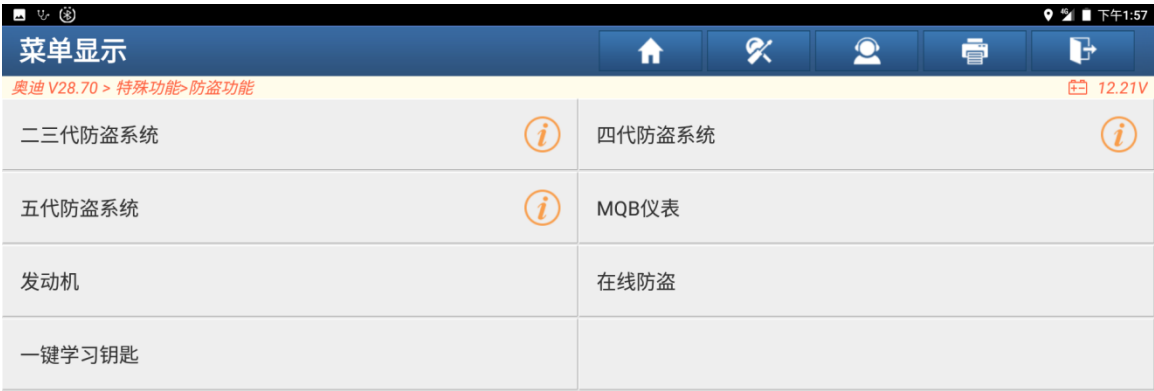 下午1:57
菜单显示
奥迪 V28.70 > 特殊功能>防盗功能
12.21V
二三代防盗系统
四代防盗系统
五代防盗系统
MQB仪表
发动机
在线防盗
一键学习钥匙